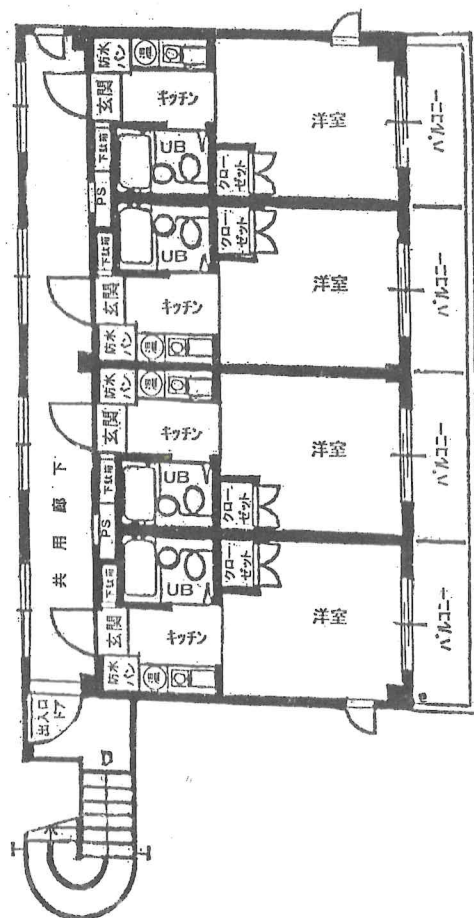 防水パン
温
玄関
キッチン
洋室
バルコニー
下駄箱
UB
クローゼット
PS
下駄箱
UB
クローゼット
玄関
キッチン
洋室
バルコニー
防水パン
温
防水パン
温
玄関
キッチン
洋室
バルコニー
下駄箱
UB
クローゼット
PS
共用廊下
下駄箱
UB
クローゼット
玄関
キッチン
洋室
バルコニー
防水パン
温
出入口ドア